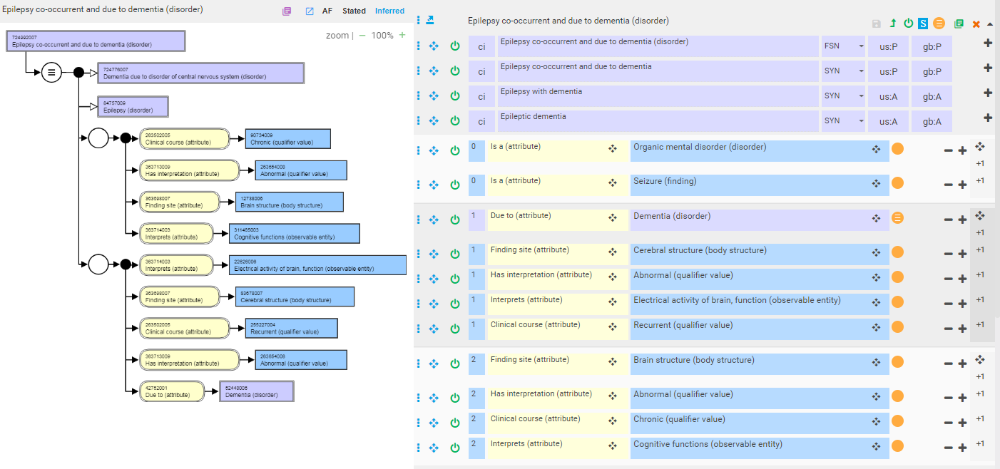 Epilepsy co-occurrent and due to dementia (disorder)
AF Stated Inferred
zoom | − 100% +
724992007
Epilepsy co-occurrent and due to dementia (disorder)
724776007
Dementia due to disorder of central nervous system (disorder)
84757009
Epilepsy (disorder)
263502005
Clinical course (attribute)
90734009
Chronic (qualifier value)
363713009
Has interpretation (attribute)
263654008
Abnormal (qualifier value)
363698007
Finding site (attribute)
12738006
Brain structure (body structure)
363714003
Interprets (attribute)
311465003
Cognitive functions (observable entity)
363714003
Interprets (attribute)
22626006
Electrical activity of brain, function (observable entity)
363698007
Finding site (attribute)
83678007
Cerebral structure (body structure)
263502005
Clinical course (attribute)
255227004
Recurrent (qualifier value)
363713009
Has interpretation (attribute)
263654008
Abnormal (qualifier value)
42752001
Due to (attribute)
52448006
Dementia (disorder)
Epilepsy co-occurrent and due to dementia (disorder)
S
ci Epilepsy co-occurrent and due to dementia (disorder) FSN us:P gb:P
ci Epilepsy co-occurrent and due to dementia SYN us:P gb:P
ci Epilepsy with dementia SYN us:A gb:A
ci Epileptic dementia SYN us:A gb:A
0 Is a (attribute) Organic mental disorder (disorder)
+1
0 Is a (attribute) Seizure (finding) +1
1 Due to (attribute) Dementia (disorder)
+1
1 Finding site (attribute) Cerebral structure (body structure) +1
1 Has interpretation (attribute) Abnormal (qualifier value) +1
1 Interprets (attribute) Electrical activity of brain, function (observable entity) +1
1 Clinical course (attribute) Recurrent (qualifier value) +1
2 Finding site (attribute) Brain structure (body structure)
+1
2 Has interpretation (attribute) Abnormal (qualifier value) +1
2 Clinical course (attribute) Chronic (qualifier value) +1
2 Interprets (attribute) Cognitive functions (observable entity) +1